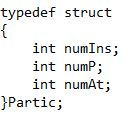 typedef struct
{
    int numIns;
    int numP;
    int numAt;
}Partic;